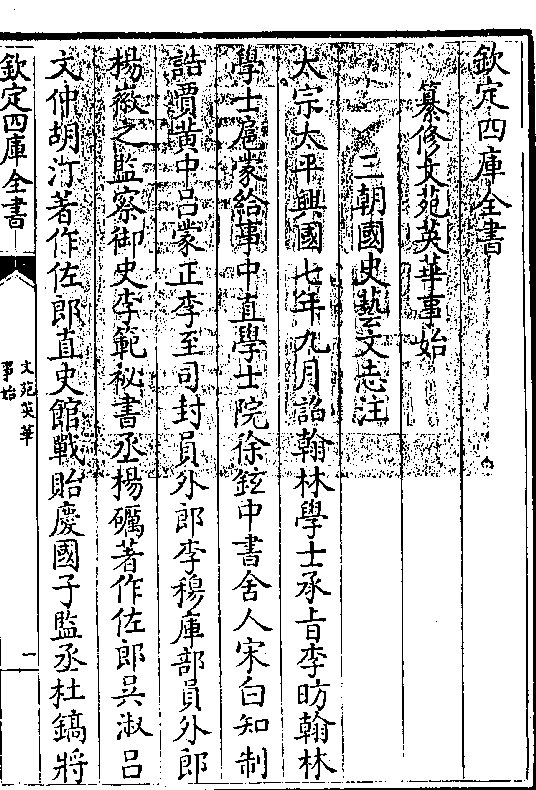 欽定四庫全書
纂修文苑英華事始
三朝國史藝文志注
太宗太平興國七年九月詔翰林學士承旨李昉翰林
學士扈蒙給事中直學士院徐鉉中書舍人宋白知制
誥賈黃中呂蒙正李至司封員外郎李穆庫部員外郎
楊徽之監察御史李範秘書丞楊礪著作佐郎吳淑呂
文仲胡汀著作佐郎直史館戰貽慶國子監丞杜鎬將
欽定四庫全書
文苑英華
事始
一